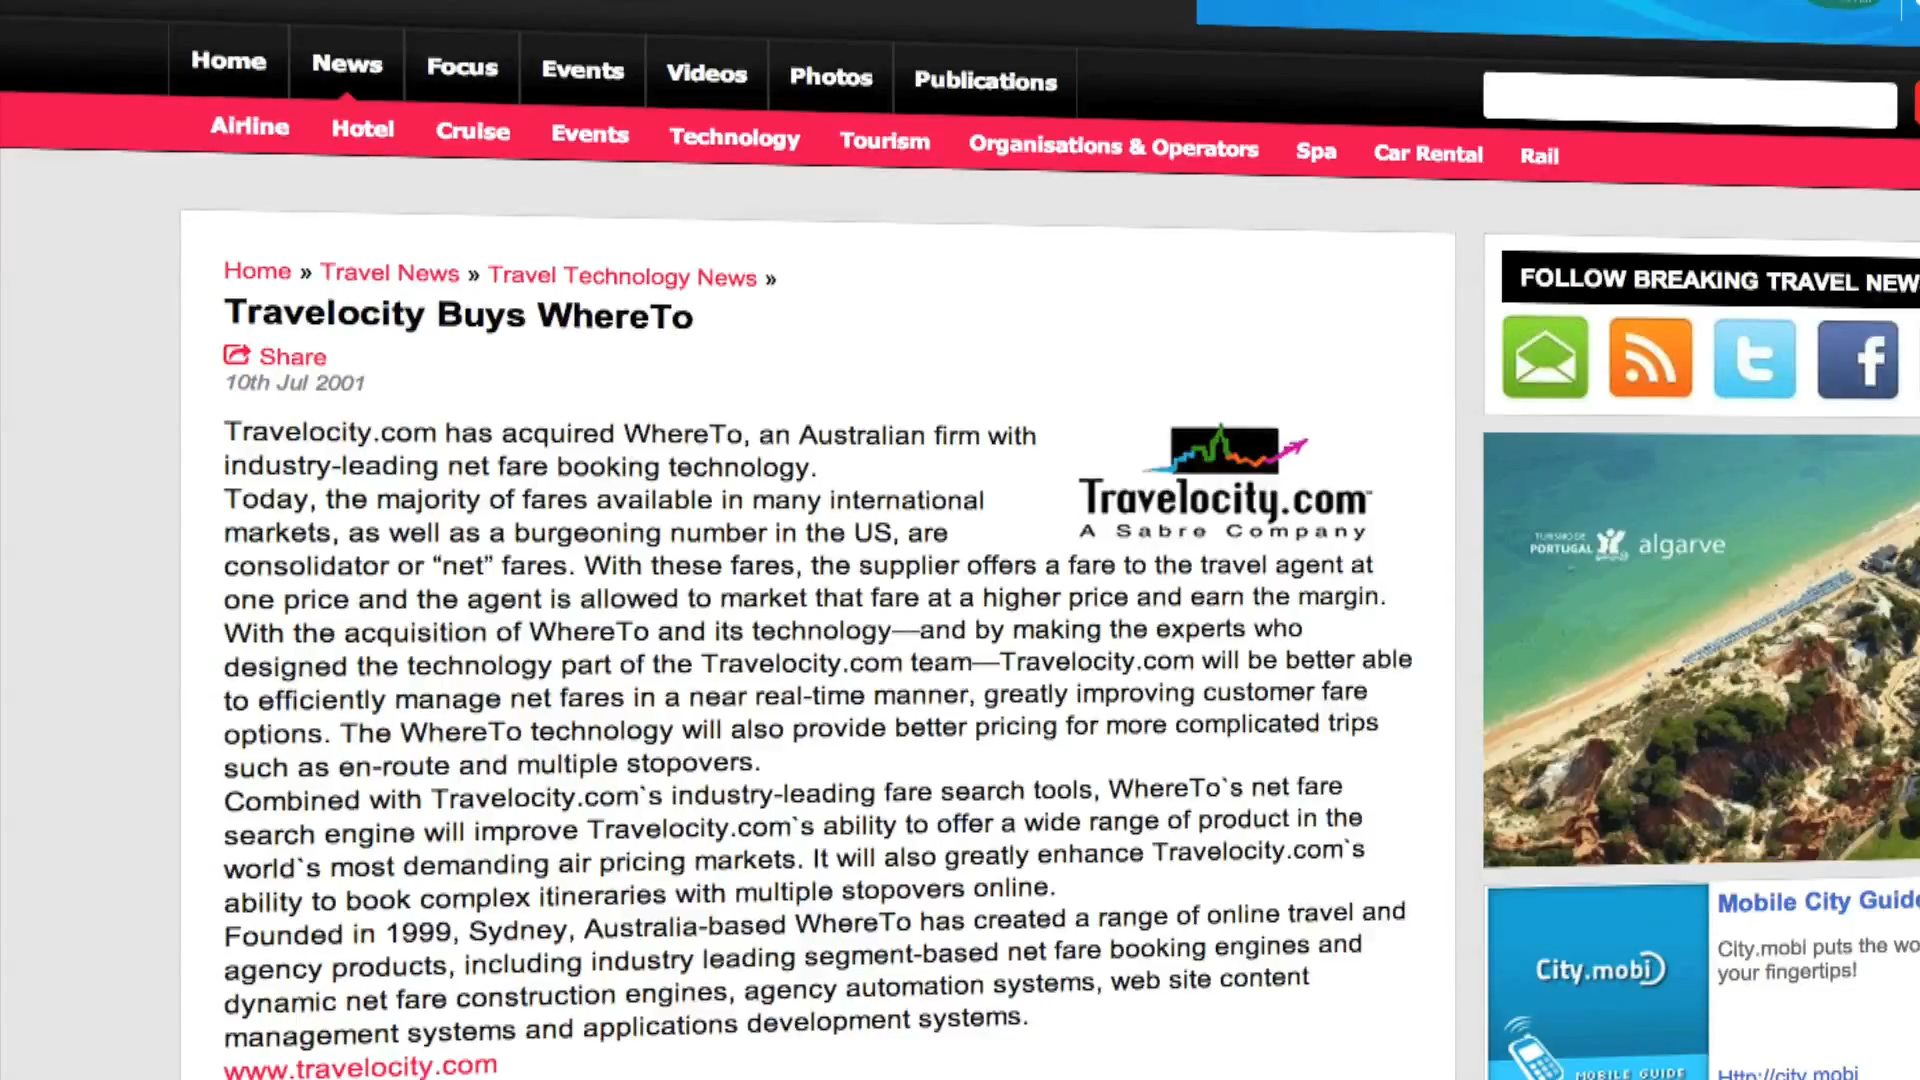 Home News Focus Events Videos Photos Publications
Airline Hotel Cruise Events Technology Tourism Organisations & Operators Spa Car Rental Rail
Home » Travel News » Travel Technology News »
Travelocity Buys WhereTo
Share
10th Jul 2001
Travelocity.com has acquired WhereTo, an Australian firm with
industry-leading net fare booking technology.
Today, the majority of fares available in many international
markets, as well as a burgeoning number in the US, are
consolidator or “net” fares. With these fares, the supplier offers a fare to the travel agent at
one price and the agent is allowed to market that fare at a higher price and earn the margin.
With the acquisition of WhereTo and its technology—and by making the experts who
designed the technology part of the Travelocity.com team—Travelocity.com will be better able
to efficiently manage net fares in a near real-time manner, greatly improving customer fare
options. The WhereTo technology will also provide better pricing for more complicated trips
such as en-route and multiple stopovers.
Combined with Travelocity.com`s industry-leading fare search tools, WhereTo`s net fare
search engine will improve Travelocity.com`s ability to offer a wide range of product in the
world`s most demanding air pricing markets. It will also greatly enhance Travelocity.com`s
ability to book complex itineraries with multiple stopovers online.
Founded in 1999, Sydney, Australia-based WhereTo has created a range of online travel and
agency products, including industry leading segment-based net fare booking engines and
dynamic net fare construction engines, agency automation systems, web site content
management systems and applications development systems.
www.travelocity.com
Travelocity.com
A Sabre Company
FOLLOW BREAKING TRAVEL NEW
TURISMO DE
PORTUGAL
algarve
City.mobi
MOBILE GUIDE
Mobile City Guide
City.mobi puts the wo
your fingertips!
Http://city.mobi